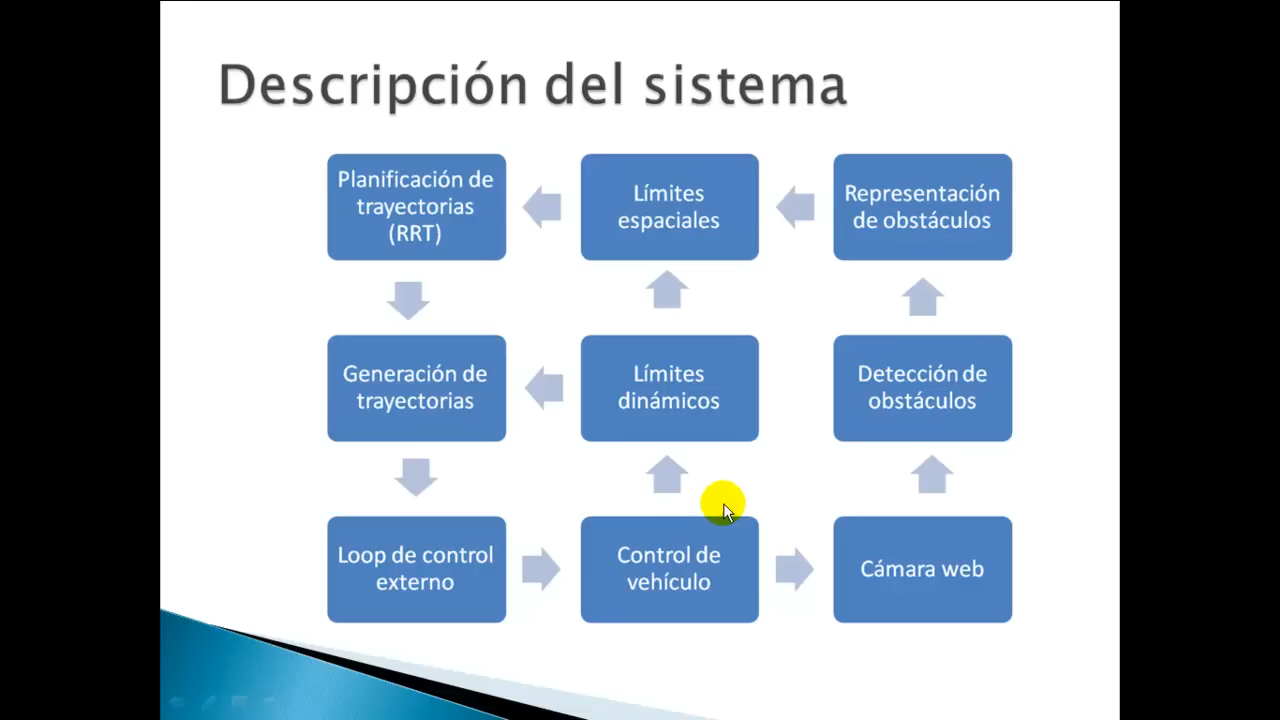 Descripción del sistema
Planificación de
trayectorias
(RRT)
Límites
espaciales
Representación
de obstáculos
Generación de
trayectorias
Límites
dinámicos
Detección de
obstáculos
Loop de control
externo
Control de
vehículo
Cámara web